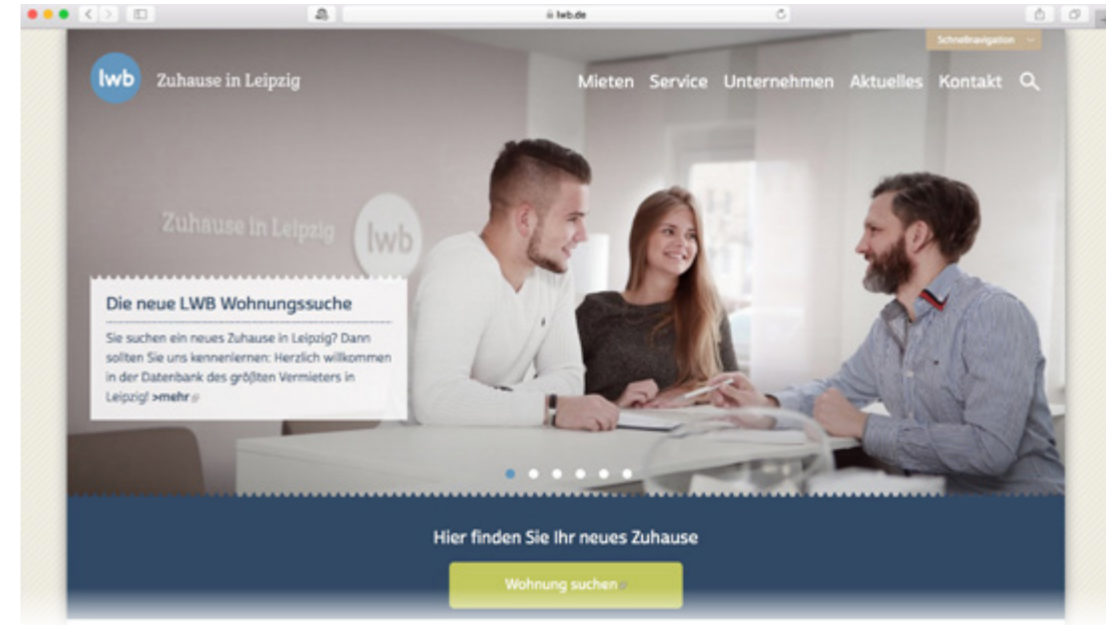 lwb.de
Schnellnavigation
lwb
Zuhause in Leipzig
Mieten Service Unternehmen Aktuelles Kontakt
Zuhause in Leipzig
lwb
Die neue LWB Wohnungssuche
Sie suchen ein neues Zuhause in Leipzig? Dann
sollten Sie uns kennenlernen: Herzlich willkommen
in der Datenbank des größten Vermieters in
Leipzig! >mehr
Hier finden Sie Ihr neues Zuhause
Wohnung suchen